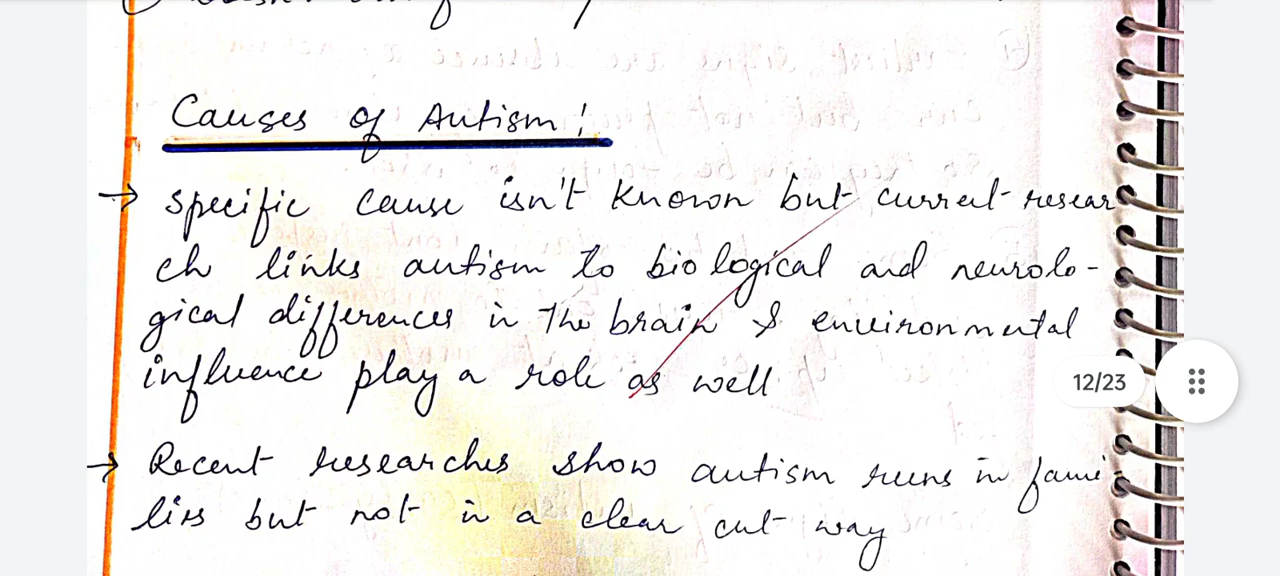 Causes of Autism :
→ specific cause isn't known but current resear
ch links autism to biological and neurolo-
gical differences in the brain & environmental
influence play a role as well
12/23
→ Recent researches show autism runs in fami-
lies but not in a clear cut way